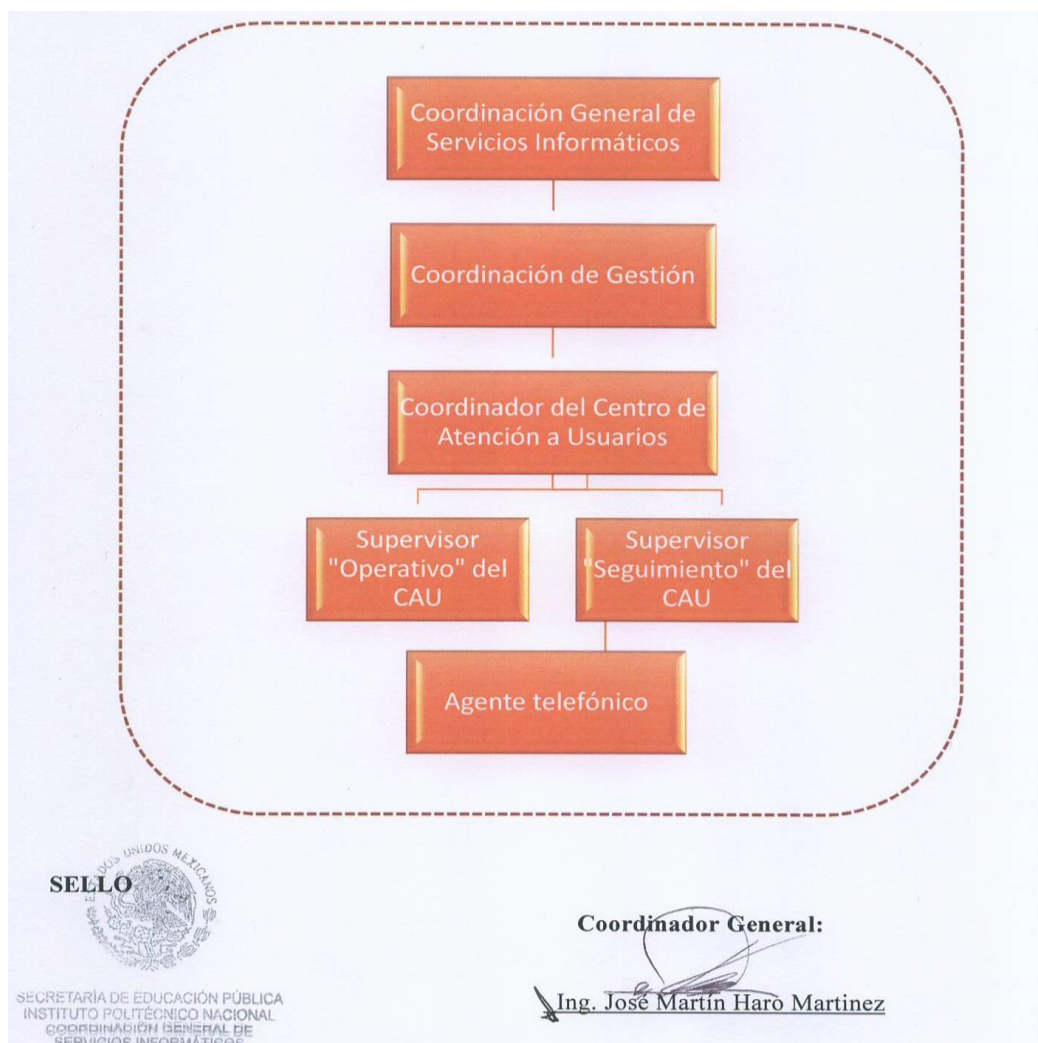 Coordinación General de
Servicios Informáticos
Coordinación de Gestión
Coordinador del Centro de
Atención a Usuarios
Supervisor
"Operativo" del
CAU
Supervisor
"Seguimiento" del
CAU
Agente telefónico
ESTADOS UNIDOS MEXICANOS
SELLO
Coordinador General:
Ing. José Martín Haro Martinez
SECRETARÍA DE EDUCACIÓN PÚBLICA
INSTITUTO POLITÉCNICO NACIONAL
COORDINACIÓN GENERAL DE
SERVICIOS INFORMÁTICOS